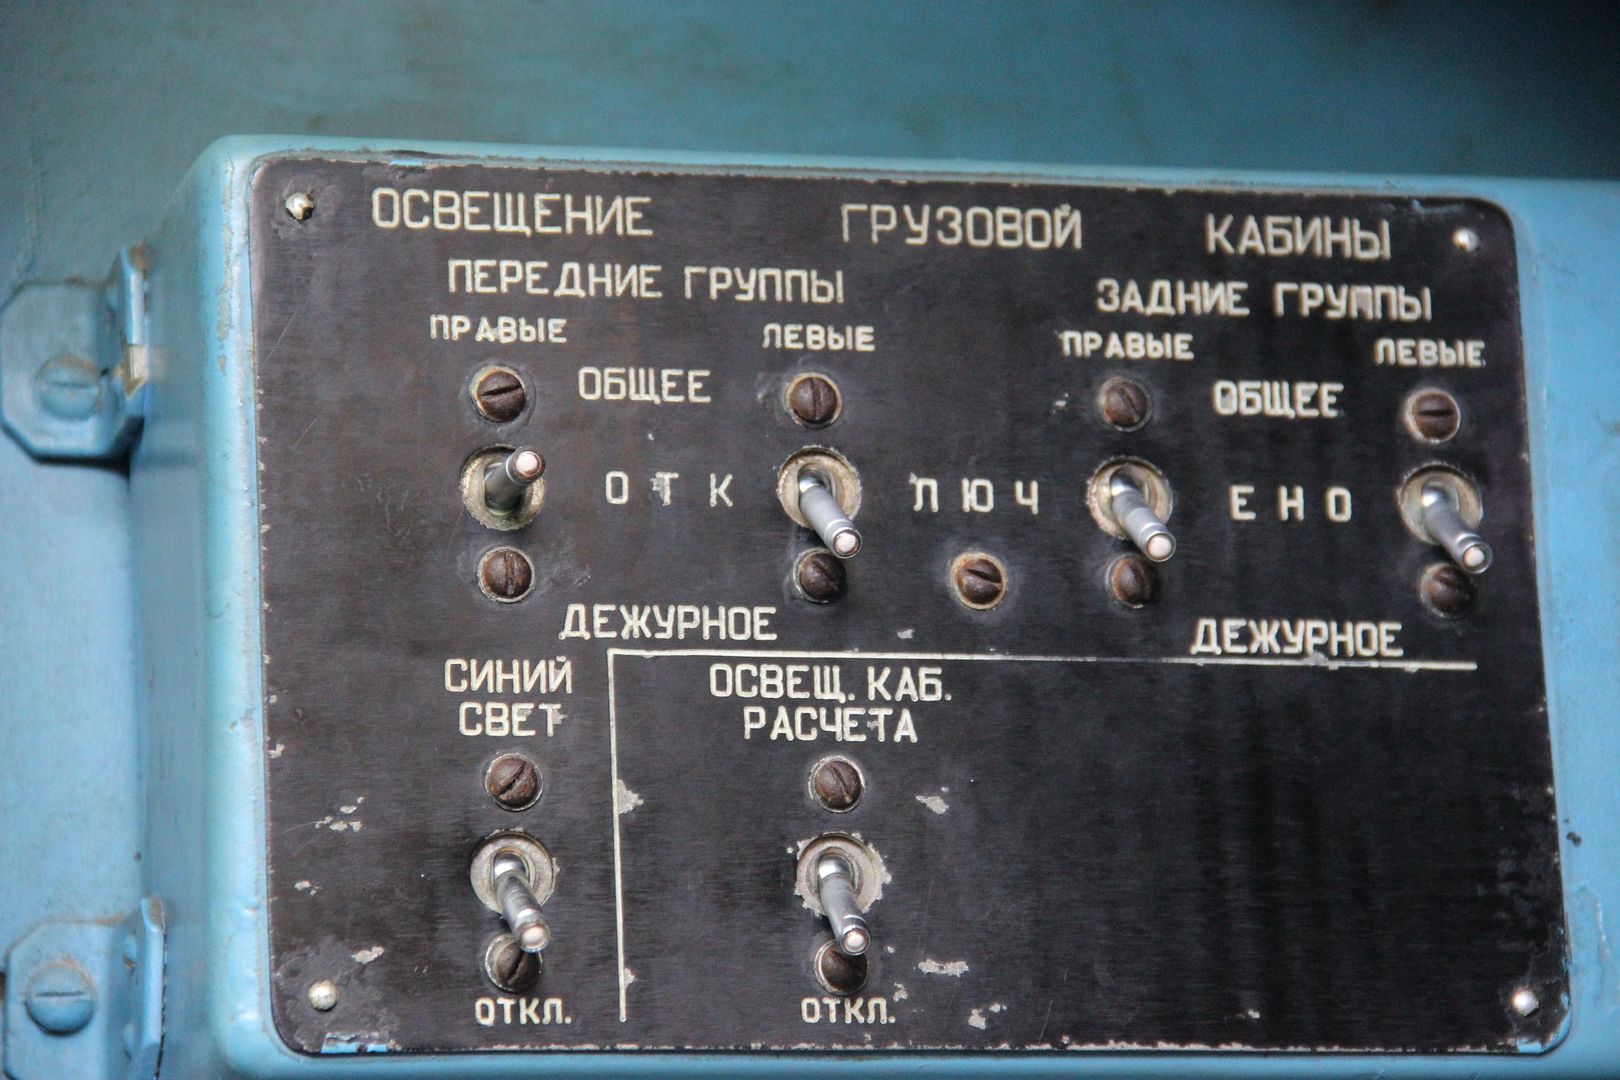 ОСВЕЩЕНИЕ ГРУЗОВОЙ КАБИНЫ
ПЕРЕДНИЕ ГРУППЫ ЗАДНИЕ ГРУППЫ
ПРАВЫЕ ЛЕВЫЕ ПРАВЫЕ ЛЕВЫЕ
ОБЩЕЕ ОБЩЕЕ
ОТКЛЮЧЕНО
ДЕЖУРНОЕ ДЕЖУРНОЕ
СИНИЙ
СВЕТ
ОСВЕЩ. КАБ.
РАСЧЕТА
ОТКЛ. ОТКЛ.